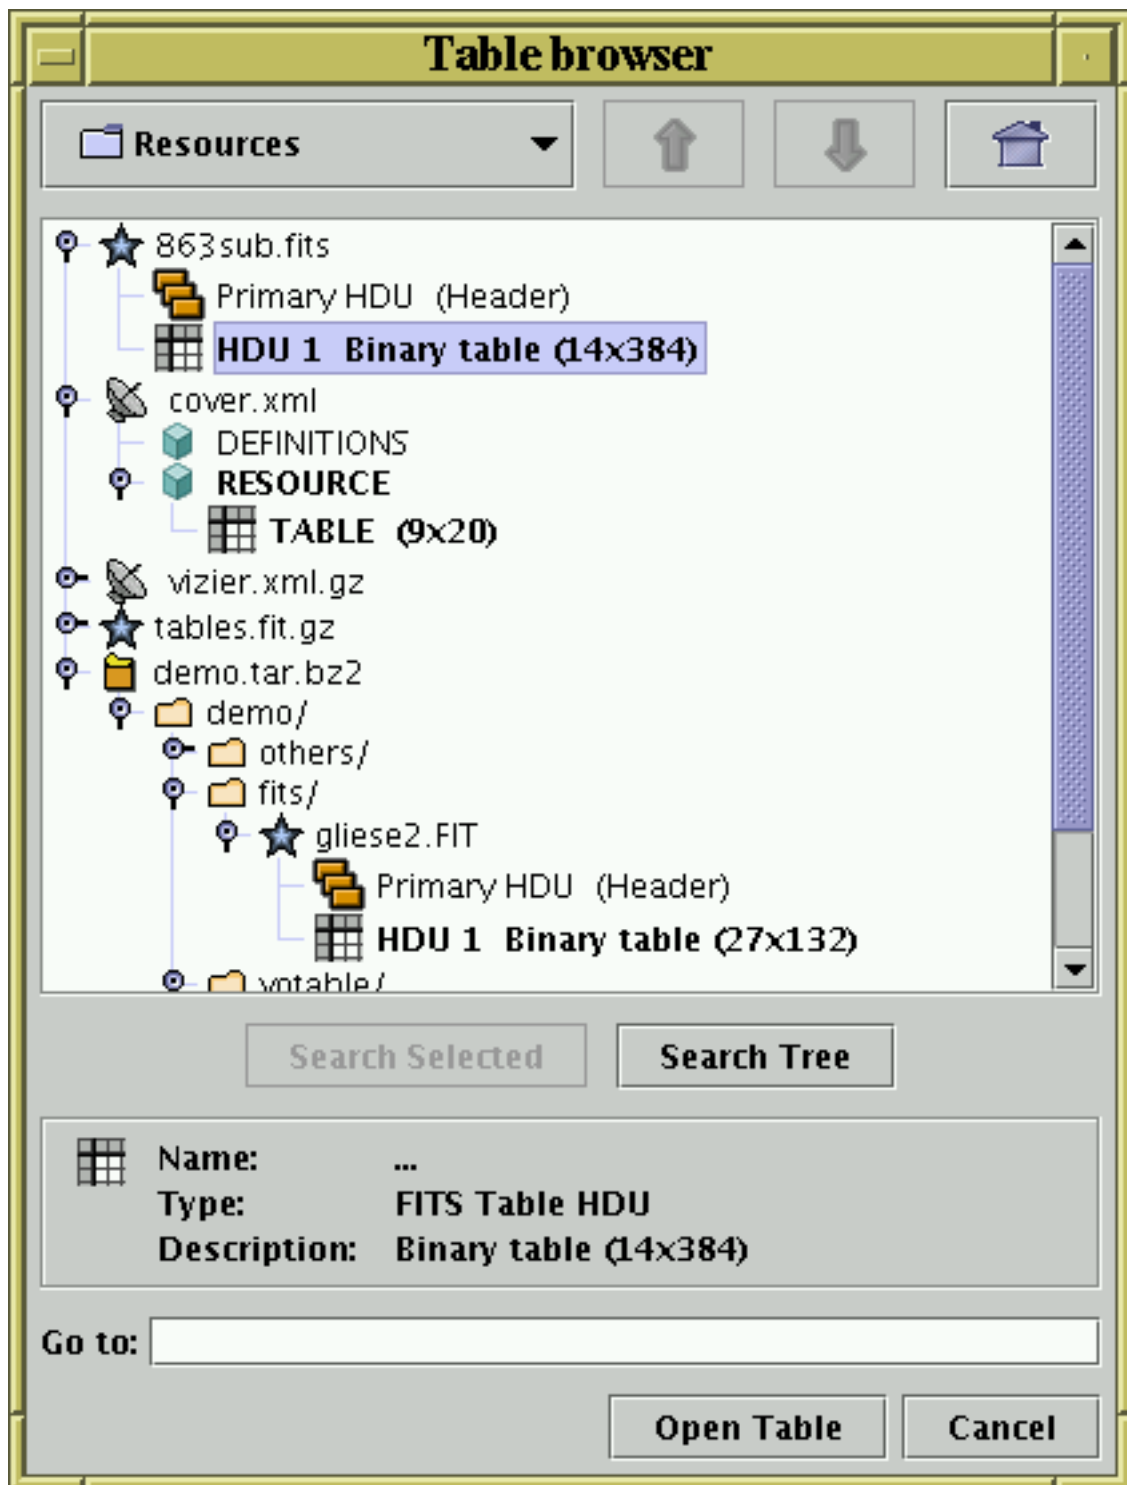 Table browser
Resources
863sub.fits
Primary HDU (Header)
HDU 1 Binary table (14x384)
cover.xml
DEFINITIONS
RESOURCE
TABLE (9x20)
vizier.xml.gz
tables.fit.gz
demo.tar.bz2
demo/
others/
fits/
gliese2.FIT
Primary HDU (Header)
HDU 1 Binary table (27x132)
votable/
Search Selected Search Tree
Name: ...
Type: FITS Table HDU
Description: Binary table (14x384)
Go to:
Open Table Cancel